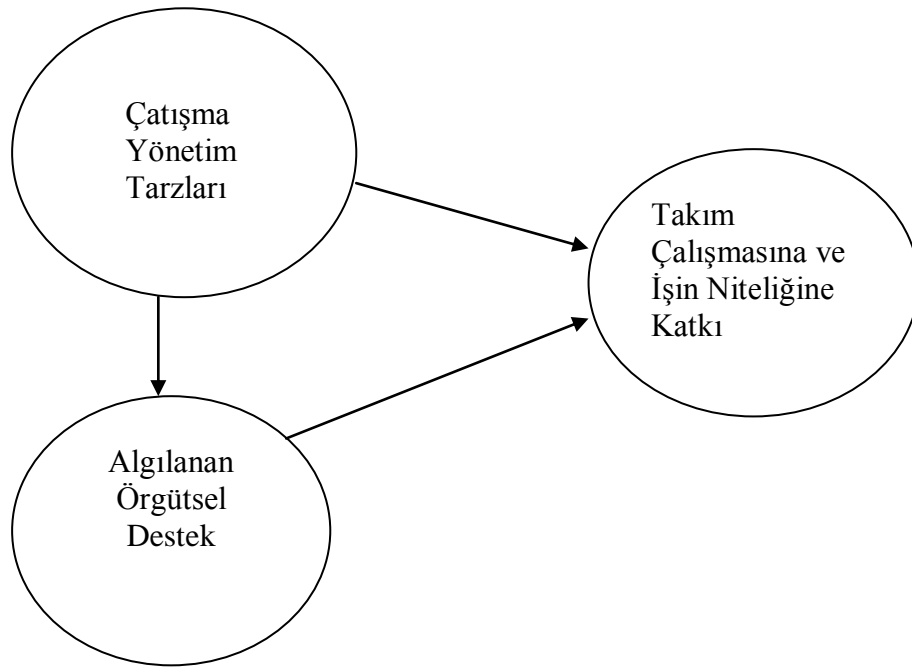 Çatışma
Yönetim
Tarzları
Takım
Çalışmasına ve
İşin Niteliğine
Katkı
Algılanan
Örgütsel
Destek